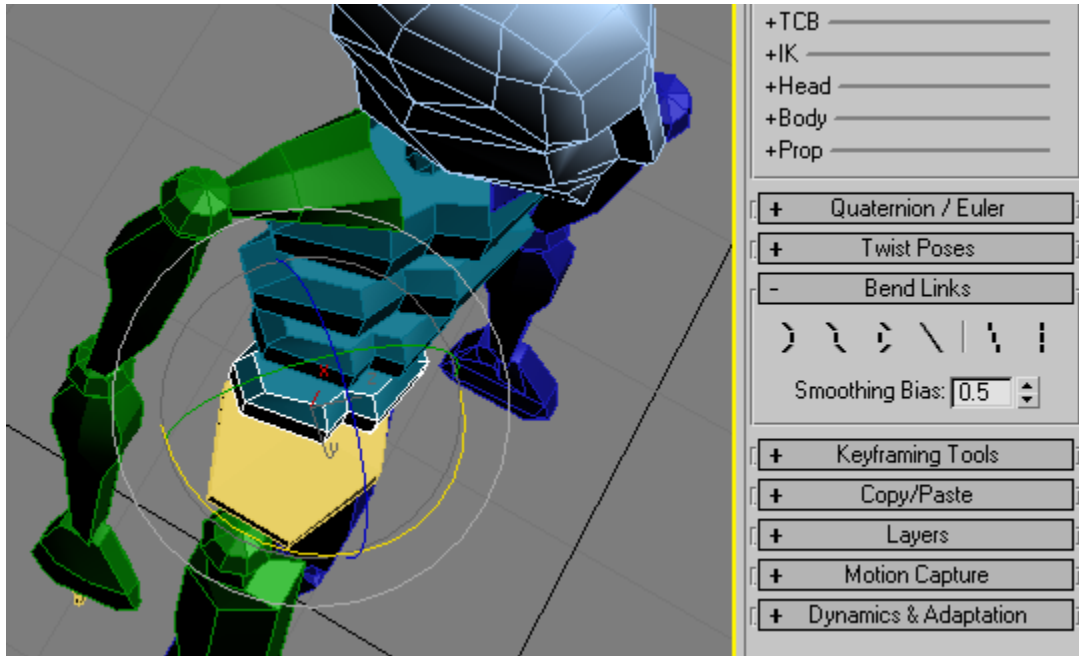 +TCB
+IK
+Head
+Body
+Prop
+ Quaternion / Euler
+ Twist Poses
- Bend Links
Smoothing Bias: 0.5
+ Keyframing Tools
+ Copy/Paste
+ Layers
+ Motion Capture
+ Dynamics & Adaptation
x
y